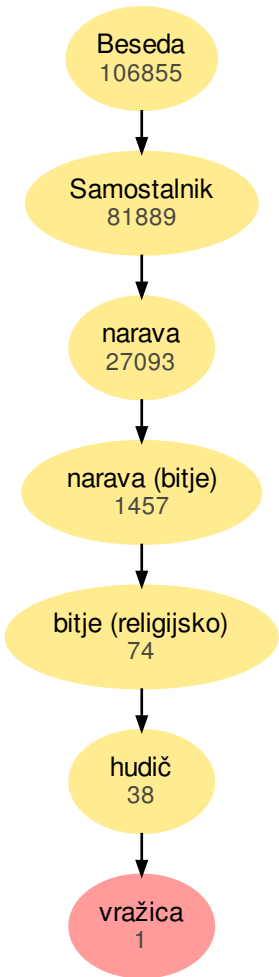 Beseda
106855
Samostalnik
81889
narava
27093
narava (bitje)
1457
bitje (religijsko)
74
hudič
38
vražica
1